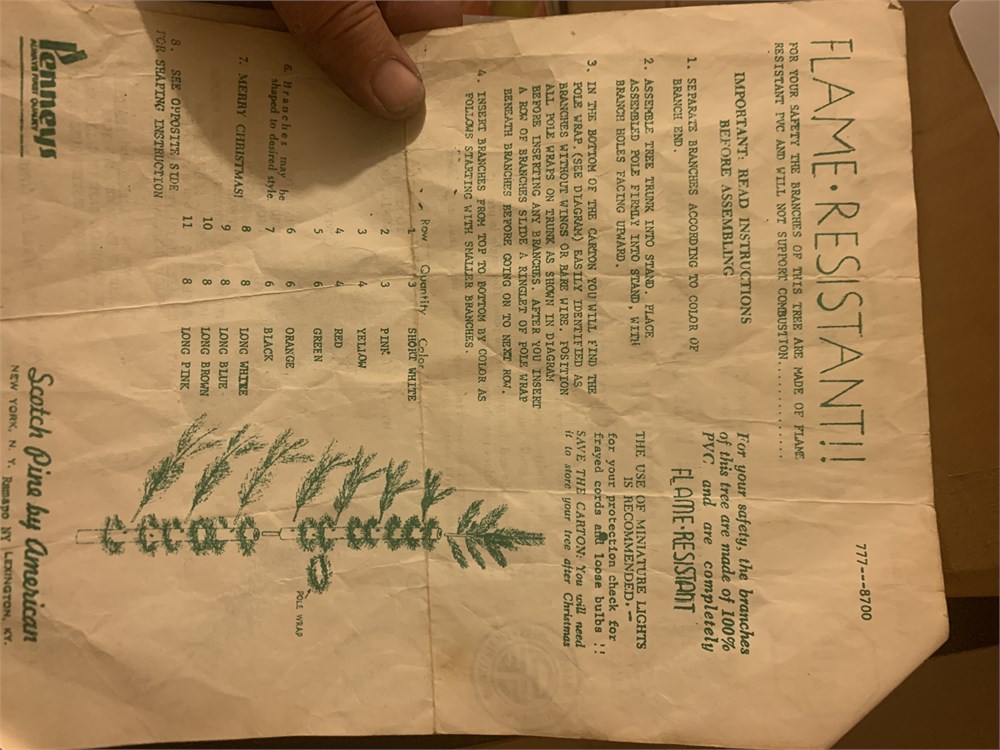 FLAME·RESISTANT!!
777---8700
FOR YOUR SAFETY THE BRANCHES OF THIS TREE ARE MADE OF FLAME
RESISTANT PVC AND WILL NOT SUPPORT COMBUSTION..............
IMPORTANT: READ INSTRUCTIONS
BEFORE ASSEMBLING
1. SEPARATE BRANCHES ACCORDING TO COLOR OF
BRANCH END.
2. ASSEMBLE TREE TRUNK INTO STAND. PLACE
ASSEMBLED POLE FIRMLY INTO STAND, WITH
BRANCH HOLES FACING UPWARD.
3. IN THE BOTTOM OF THE CARTON YOU WILL FIND THE
POLE WRAP.(SEE DIAGRAM) EASILY IDENTIFIED AS
BRANCHES WITHOUT WINGS OR BARE WIRE. POSITION
ALL POLE WRAPS ON TRUNK AS SHOWN IN DIAGRAM
BEFORE INSERTING ANY BRANCHES. AFTER YOU INSERT
A ROW OF BRANCHES SLIDE A RINGLET OF POLE WRAP
BENEATH BRANCHES BEFORE GOING ON TO NEXT ROW.
4. INSERT BRANCHES FROM TOP TO BOTTOM BY COLOR AS
FOLLOWS STARTING WITH SMALLER BRANCHES.
For your safety, the branches
of this tree are made of 100%
PVC and are completely
FLAME-RESISTANT
THE USE OF MINIATURE LIGHTS
IS RECOMMENDED.-
for your protection check for
frayed cords and loose bulbs !!
SAVE THE CARTON: You will need
it to store your tree after Christmas
Row Quantity Color
1 3 SHORT WHITE
2 3 PINK
3 4 YELLOW
4 4 RED
5 6 GREEN
6 6 ORANGE
7 6 BLACK
8 8 LONG WHITE
9 8 LONG BLUE
10 8 LONG BROWN
11 8 LONG PINK
POLE WRAP
6. Branches may be
shaped to desired style
7. MERRY CHRISTMAS!
8. SEE OPPOSITE SIDE
FOR SHAPING INSTRUCTION
Penneys
ALWAYS FIRST QUALITY
Scotch Pine by American
NEW YORK, N. Y. Ramapo NY LEXINGTON, KY.